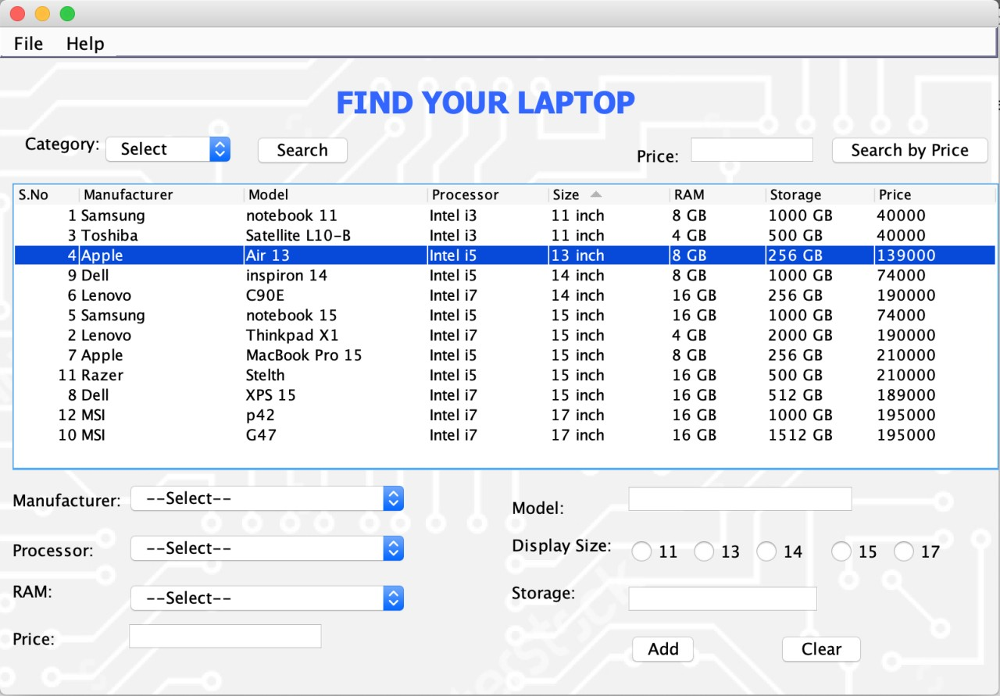 File Help
FIND YOUR LAPTOP
Category: Select Search Price: Search by Price
S.No Manufacturer Model Processor Size RAM Storage Price
1 Samsung notebook 11 Intel i3 11 inch 8 GB 1000 GB 40000
3 Toshiba Satellite L10-B Intel i3 11 inch 4 GB 500 GB 40000
4 Apple Air 13 Intel i5 13 inch 8 GB 256 GB 139000
9 Dell inspiron 14 Intel i5 14 inch 8 GB 1000 GB 74000
6 Lenovo C90E Intel i7 14 inch 16 GB 256 GB 190000
5 Samsung notebook 15 Intel i5 15 inch 16 GB 1000 GB 74000
2 Lenovo Thinkpad X1 Intel i7 15 inch 4 GB 2000 GB 190000
7 Apple MacBook Pro 15 Intel i5 15 inch 8 GB 256 GB 210000
11 Razer Stelth Intel i5 15 inch 16 GB 500 GB 210000
8 Dell XPS 15 Intel i7 15 inch 16 GB 512 GB 189000
12 MSI p42 Intel i7 17 inch 16 GB 1000 GB 195000
10 MSI G47 Intel i7 17 inch 16 GB 1512 GB 195000
Manufacturer: --Select-- Model:
Processor: --Select-- Display Size: 11 13 14 15 17
RAM: --Select-- Storage:
Price:
Add Clear